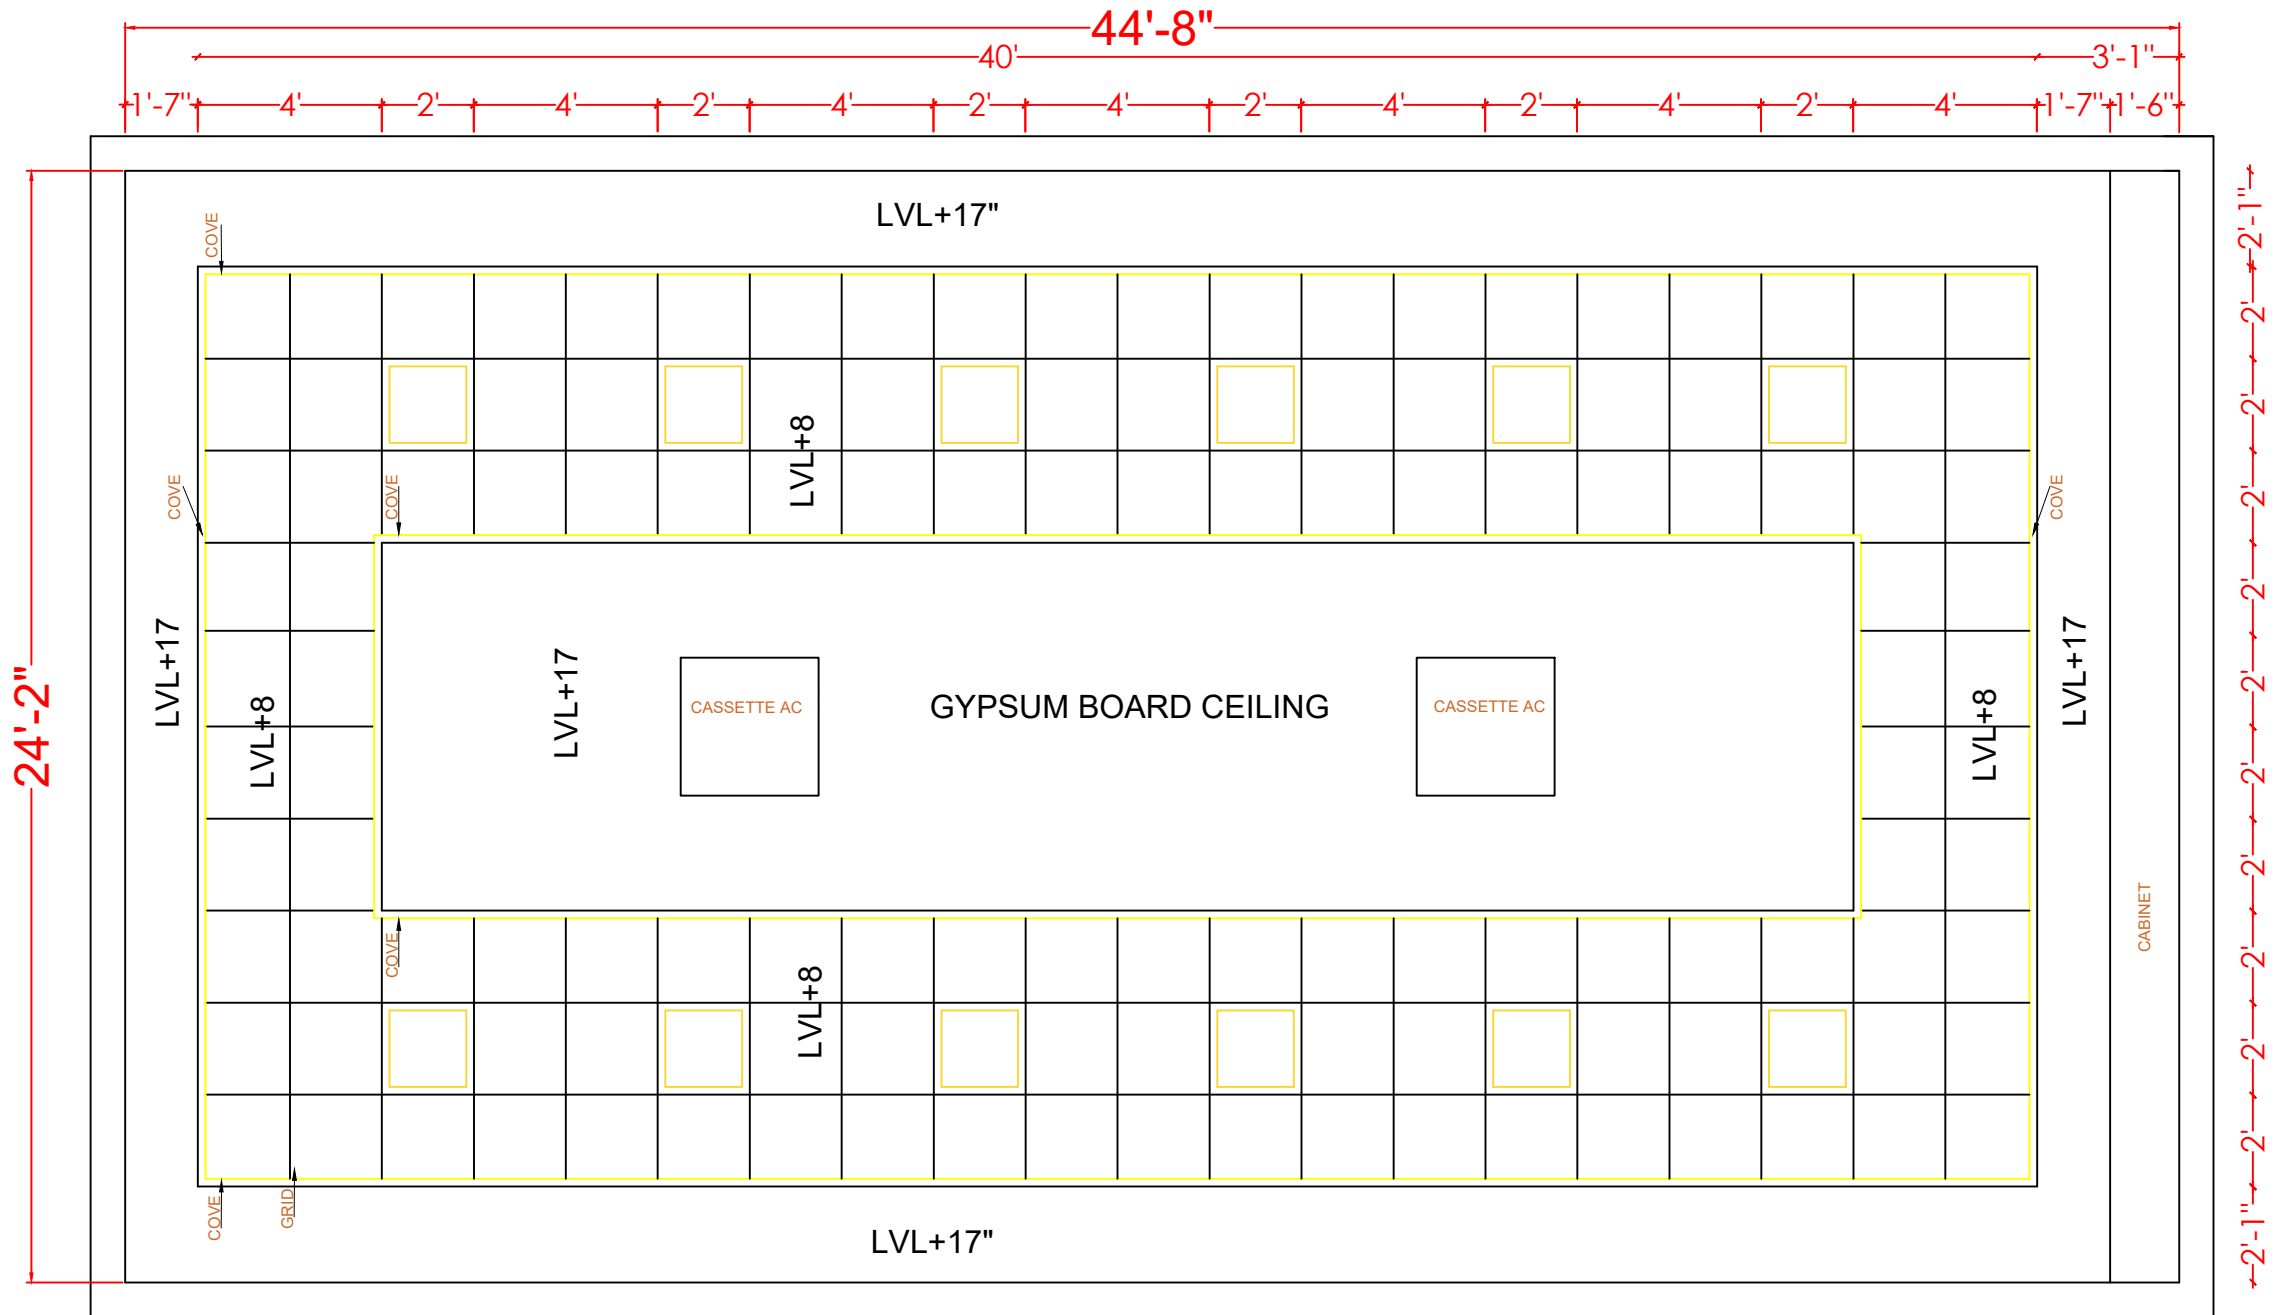 44'-8"
40'
3'-1"
1'-7"
4'
2'
4'
2'
4'
2'
4'
2'
4'
2'
4'
2'
4'
1'-7"
1'-6"
24'-2"
LVL+17"
COVE
LVL+8
COVE
COVE
COVE
LVL+17
LVL+8
LVL+17
CASSETTE AC
GYPSUM BOARD CEILING
CASSETTE AC
LVL+8
LVL+17
CABINET
COVE
LVL+8
COVE
GRID
LVL+17"
2'-1"
2'
2'
2'
2'
2'
2'
2'
2'
2'
2'
2'-1"